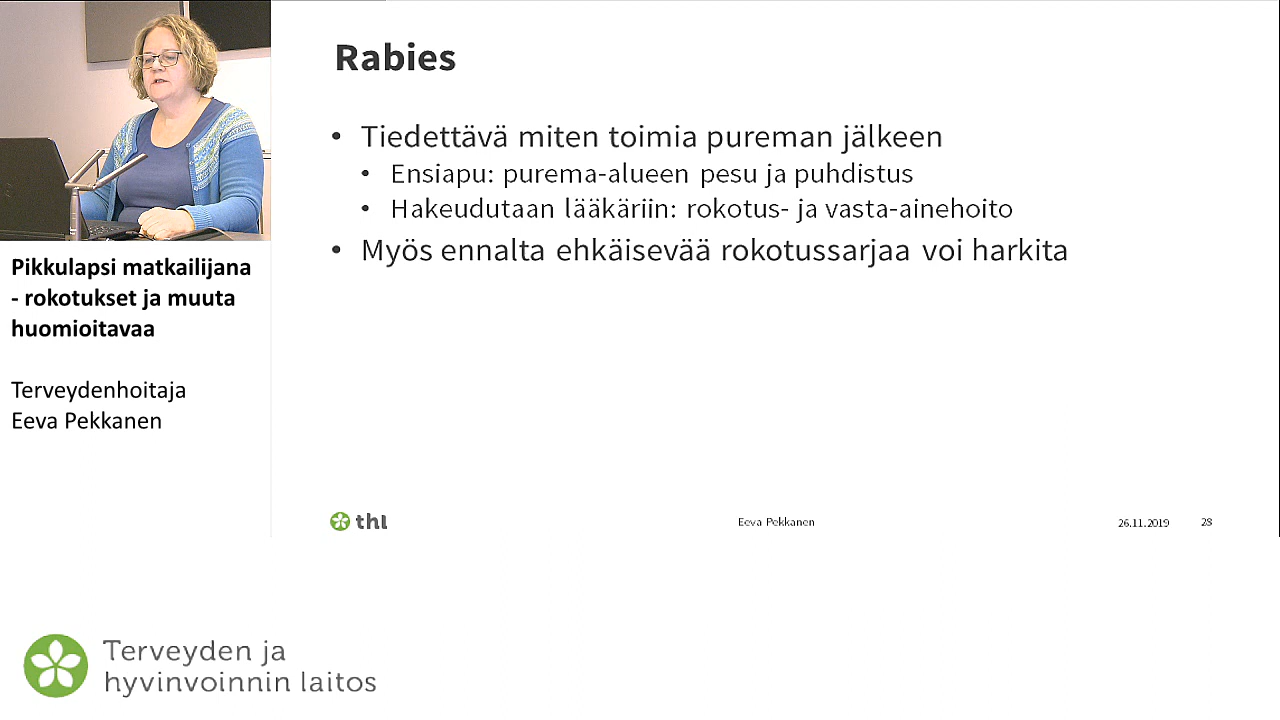 Rabies
• Tiedettävä miten toimia pureman jälkeen
• Ensiapu: purema-alueen pesu ja puhdistus
• Hakeudutaan lääkäriin: rokotus- ja vasta-ainehoito
• Myös ennalta ehkäisevää rokotussarjaa voi harkita
Pikkulapsi matkailijana
- rokotukset ja muuta
huomioitavaa
Terveydenhoitaja
Eeva Pekkanen
thl
Eeva Pekkanen
26.11.2019
28
Terveyden ja
hyvinvoinnin laitos